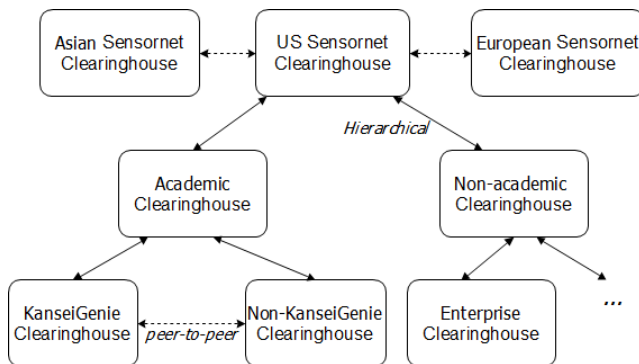 Asian Sensornet
Clearinghouse
US Sensornet
Clearinghouse
European Sensornet
Clearinghouse
Hierarchical
Academic
Clearinghouse
Non-academic
Clearinghouse
KanseiGenie
Clearinghouse
peer-to-peer
Non-KanseiGenie
Clearinghouse
Enterprise
Clearinghouse
...